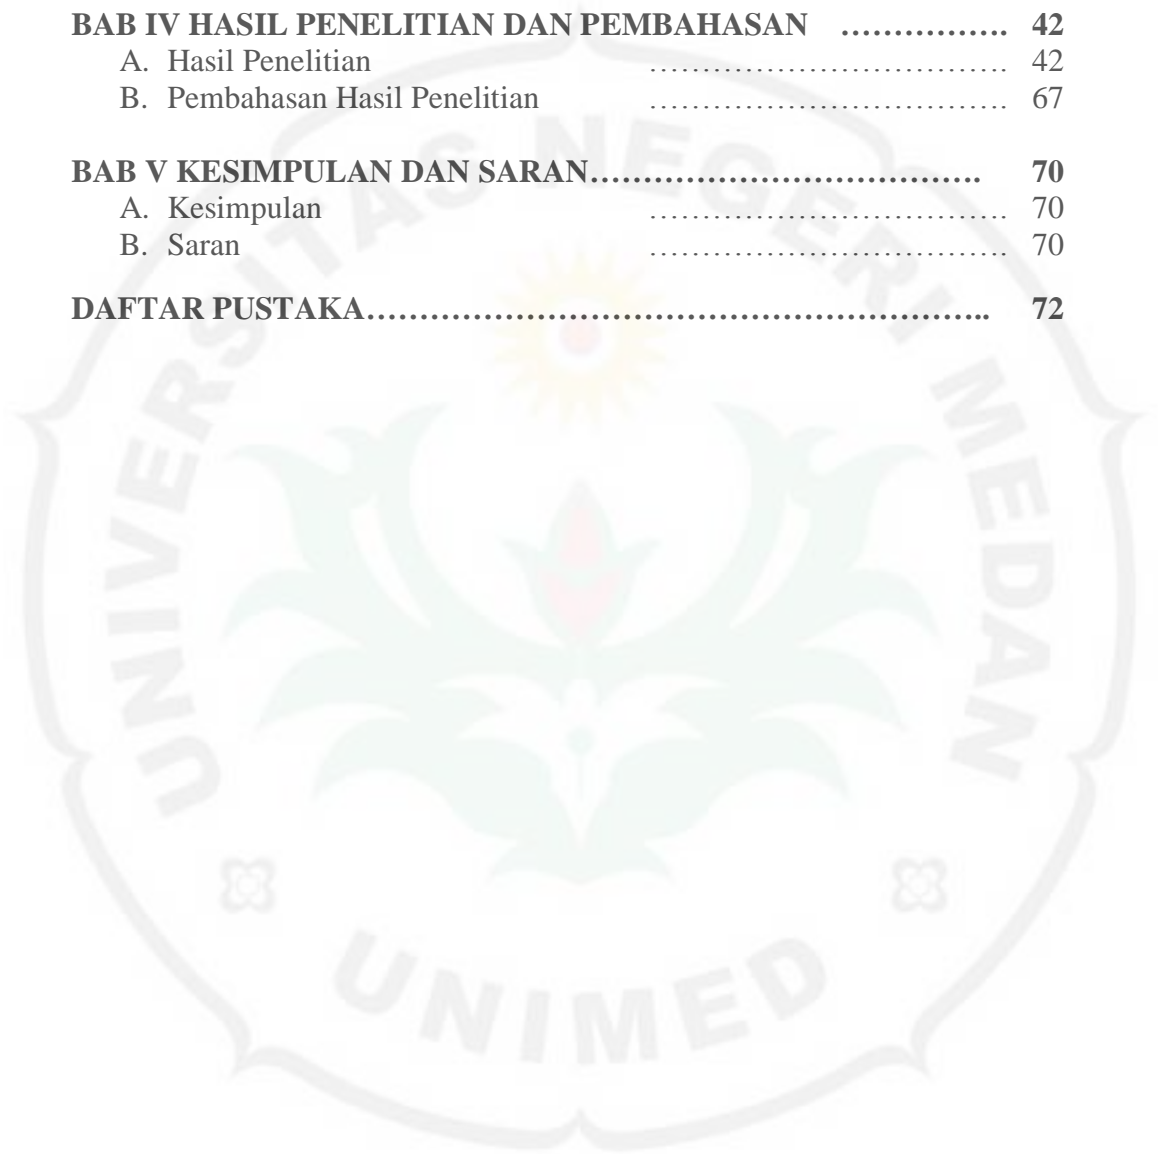 BAB IV HASIL PENELITIAN DAN PEMBAHASAN ……………. 42
A. Hasil Penelitian ……………………………. 42
B. Pembahasan Hasil Penelitian ……………………………. 67
BAB V KESIMPULAN DAN SARAN………………………………. 70
A. Kesimpulan ……………………………. 70
B. Saran ……………………………. 70
DAFTAR PUSTAKA………………………………………………….. 72
UNIVERSITAS NEGERI MEDAN
UNIMED